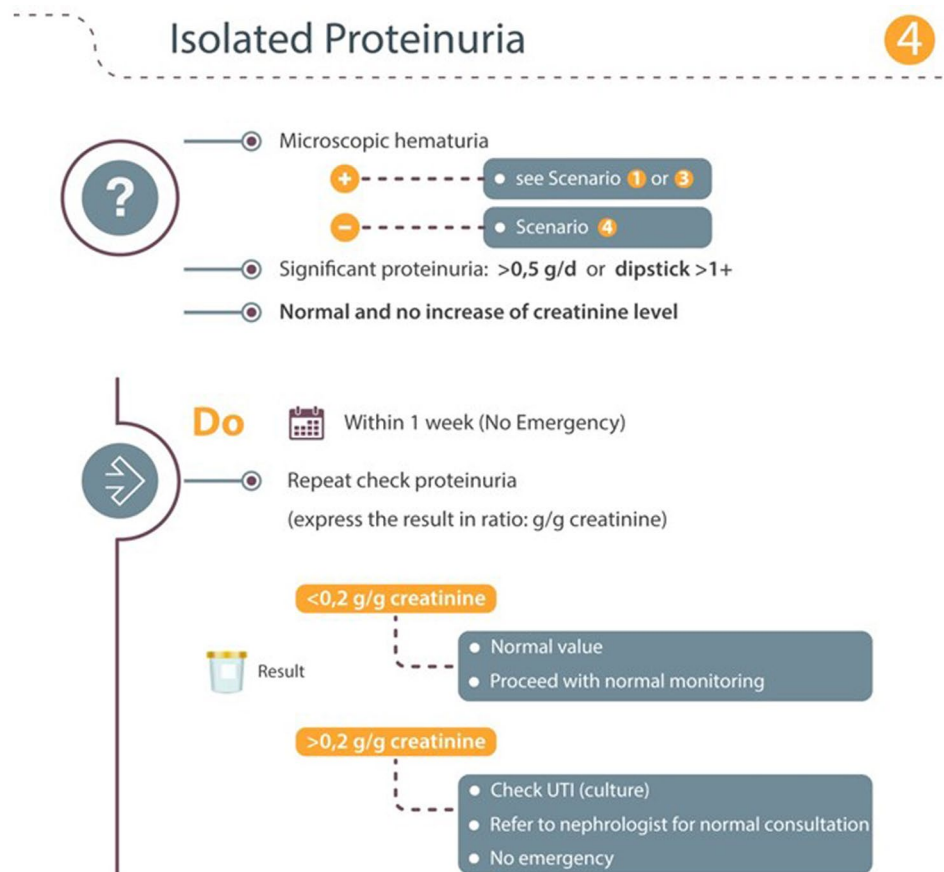 Isolated Proteinuria
4
?
Microscopic hematuria
+
see Scenario 1 or 3
−
Scenario 4
Significant proteinuria: >0,5 g/d or dipstick >1+
Normal and no increase of creatinine level
Do
Within 1 week (No Emergency)
Repeat check proteinuria
(express the result in ratio: g/g creatinine)
<0,2 g/g creatinine
Normal value
Result
Proceed with normal monitoring
>0,2 g/g creatinine
Check UTI (culture)
Refer to nephrologist for normal consultation
No emergency